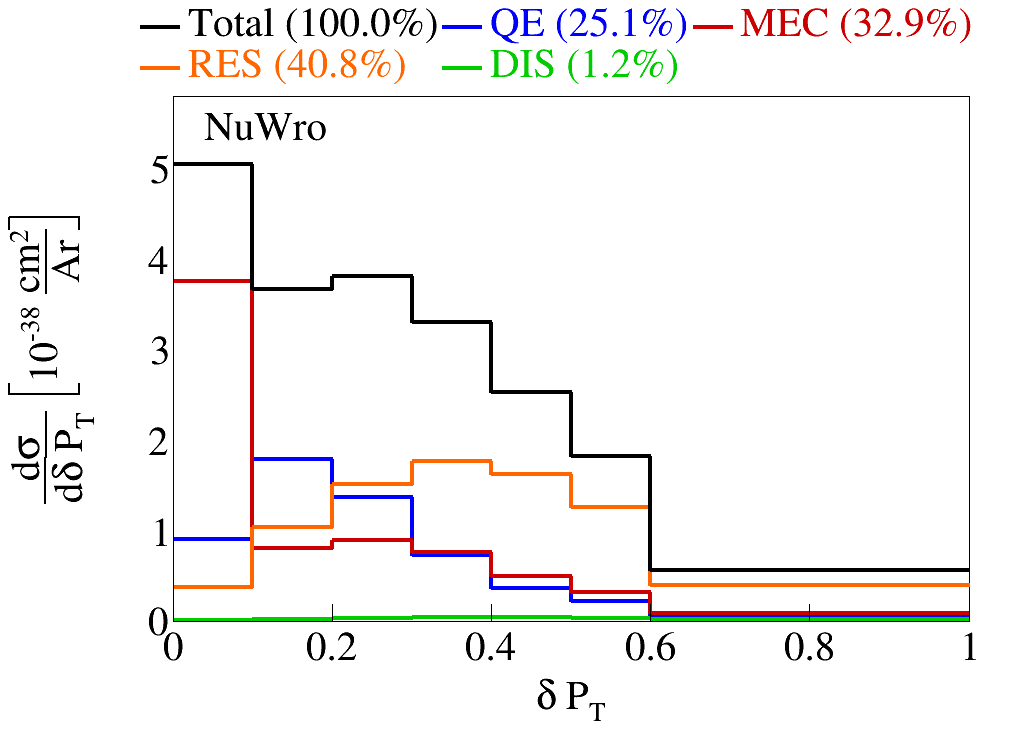 Total (100.0%) QE (25.1%) MEC (32.9%)
RES (40.8%) DIS (1.2%)
NuWro
5
4
3
2
1
0
0 0.2 0.4 0.6 0.8 1
δ P_T
dσ/dδ P_T [10^-38 cm^2/Ar]